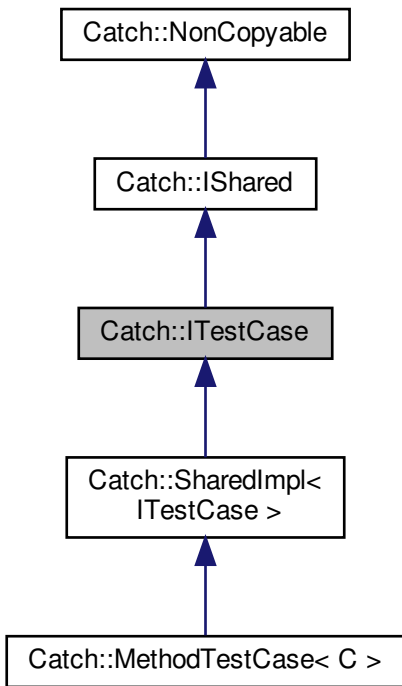 Catch::NonCopyable
Catch::IShared
Catch::ITestCase
Catch::SharedImpl<
ITestCase >
Catch::MethodTestCase< C >